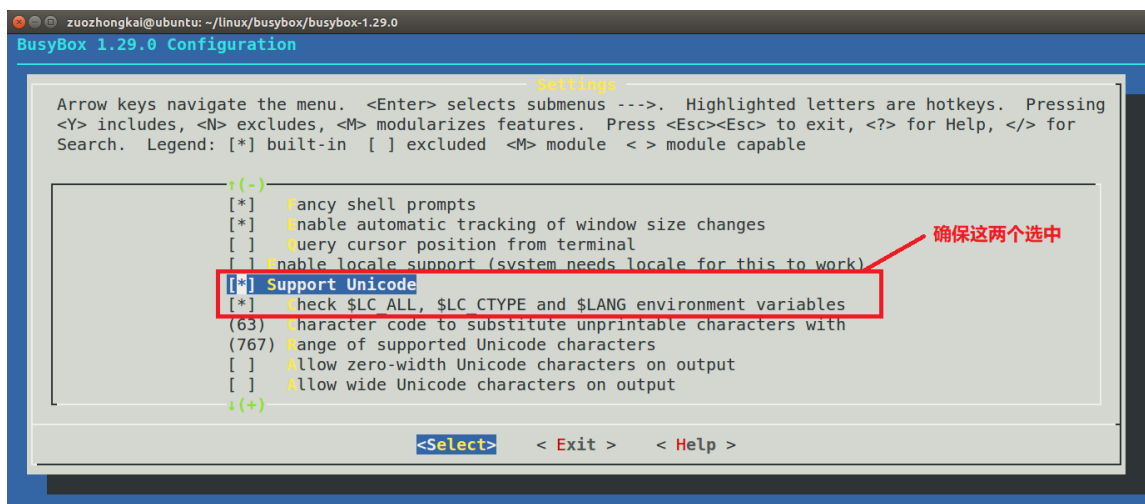 zuozhongkai@ubuntu: ~/linux/busybox/busybox-1.29.0
BusyBox 1.29.0 Configuration
Settings
Arrow keys navigate the menu.  <Enter> selects submenus --->.  Highlighted letters are hotkeys.  Pressing
<Y> includes, <N> excludes, <M> modularizes features.  Press <Esc><Esc> to exit, <?> for Help, </> for
Search.  Legend: [*] built-in  [ ] excluded  <M> module  < > module capable
↑(-)
[*]   Fancy shell prompts
[*]   Enable automatic tracking of window size changes
[ ]   Query cursor position from terminal
确保这两个选中
[ ] Enable locale support (system needs locale for this to work)
[*] Support Unicode
[*]   Check $LC_ALL, $LC_CTYPE and $LANG environment variables
(63)  Character code to substitute unprintable characters with
(767) Range of supported Unicode characters
[ ]   Allow zero-width Unicode characters on output
[ ]   Allow wide Unicode characters on output
↓(+)
<Select>    < Exit >    < Help >